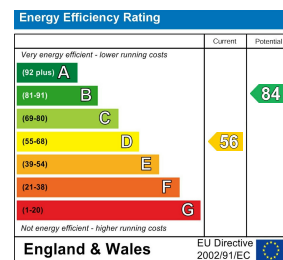 Energy Efficiency Rating
Current Potential
Very energy efficient - lower running costs
(92 plus) A
(81-91) B
84
(69-80) C
(55-68) D
56
(39-54) E
(21-38) F
(1-20) G
Not energy efficient - higher running costs
England & Wales
EU Directive
2002/91/EC